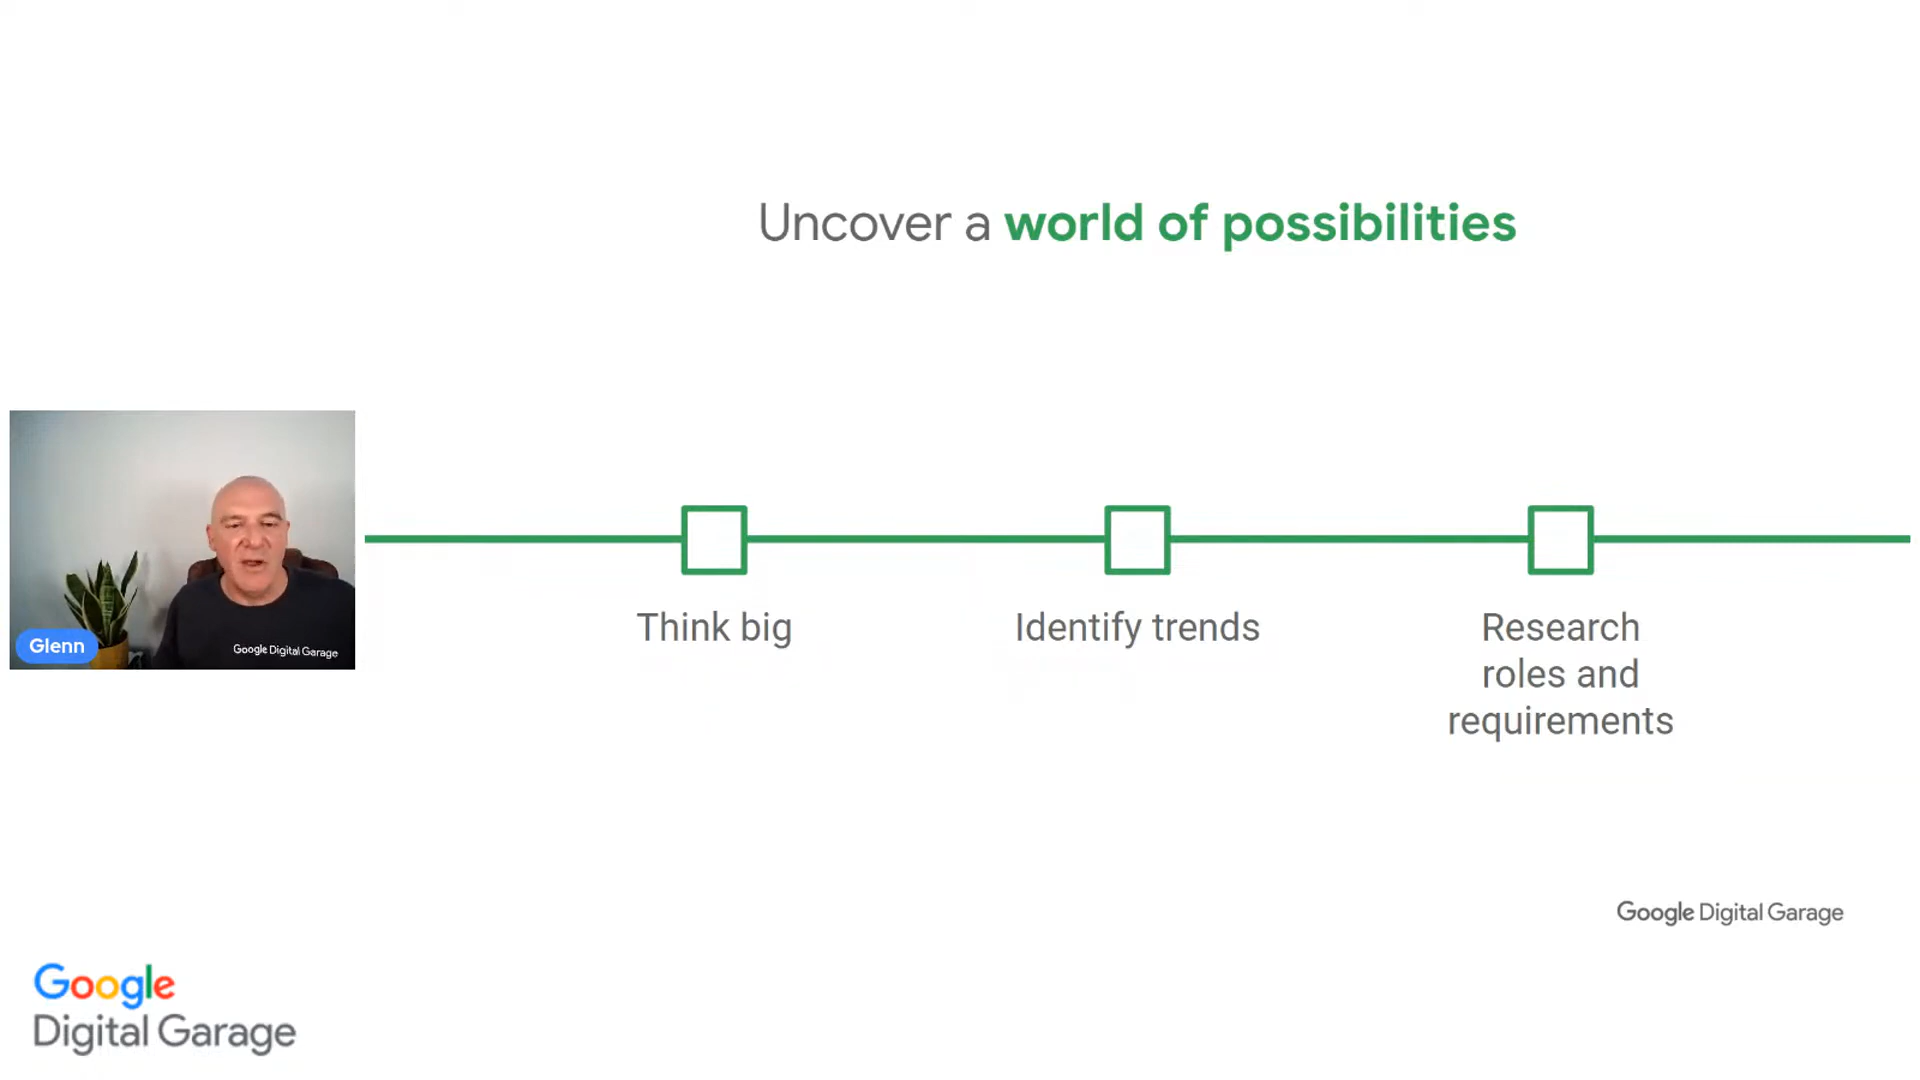 Uncover a world of possibilities
Think big
Identify trends
Research
roles and
requirements
Glenn
Google Digital Garage
Google Digital Garage
Google
Digital Garage